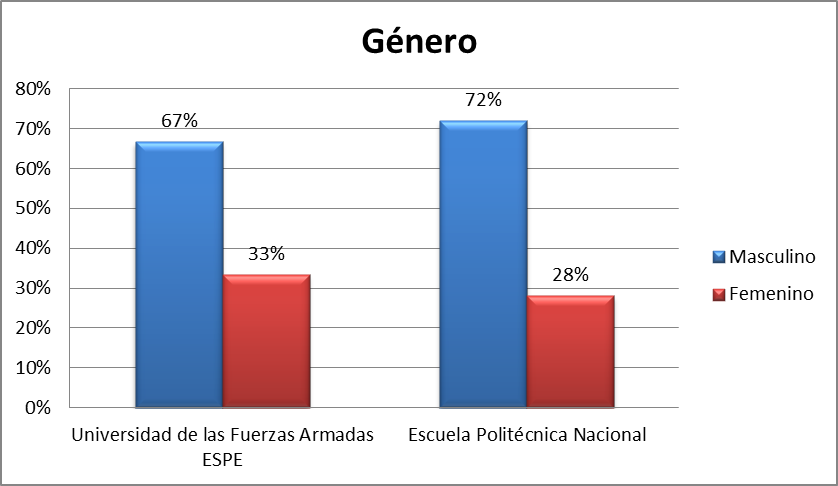 Género
80%
70%
60%
50%
40%
30%
20%
10%
0%
67%
33%
72%
28%
Universidad de las Fuerzas Armadas
ESPE
Escuela Politécnica Nacional
Masculino
Femenino